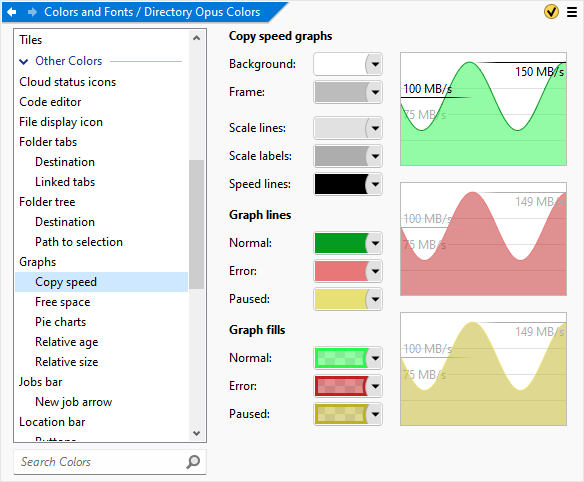 Colors and Fonts / Directory Opus Colors
Tiles
Other Colors
Cloud status icons
Code editor
File display icon
Folder tabs
Destination
Linked tabs
Folder tree
Destination
Path to selection
Graphs
Copy speed
Free space
Pie charts
Relative age
Relative size
Jobs bar
New job arrow
Location bar
Buttons
Search Colors
Copy speed graphs
Background:
Frame:
Scale lines:
Scale labels:
Speed lines:
Graph lines
Normal:
Error:
Paused:
Graph fills
Normal:
Error:
Paused:
150 MB/s
100 MB/s
75 MB/s
149 MB/s
100 MB/s
75 MB/s
149 MB/s
100 MB/s
75 MB/s